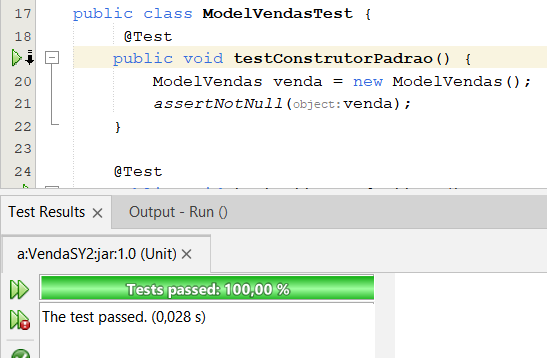 17 public class ModelVendasTest {
18 @Test
public void testConstrutorPadrao() {
20 ModelVendas venda = new ModelVendas();
21 assertNotNull(object:venda);
22 }
23
24 @Test
Test Results × Output - Run ()
a:VendaSY2:jar:1.0 (Unit) ×
Tests passed: 100,00 %
The test passed. (0,028 s)